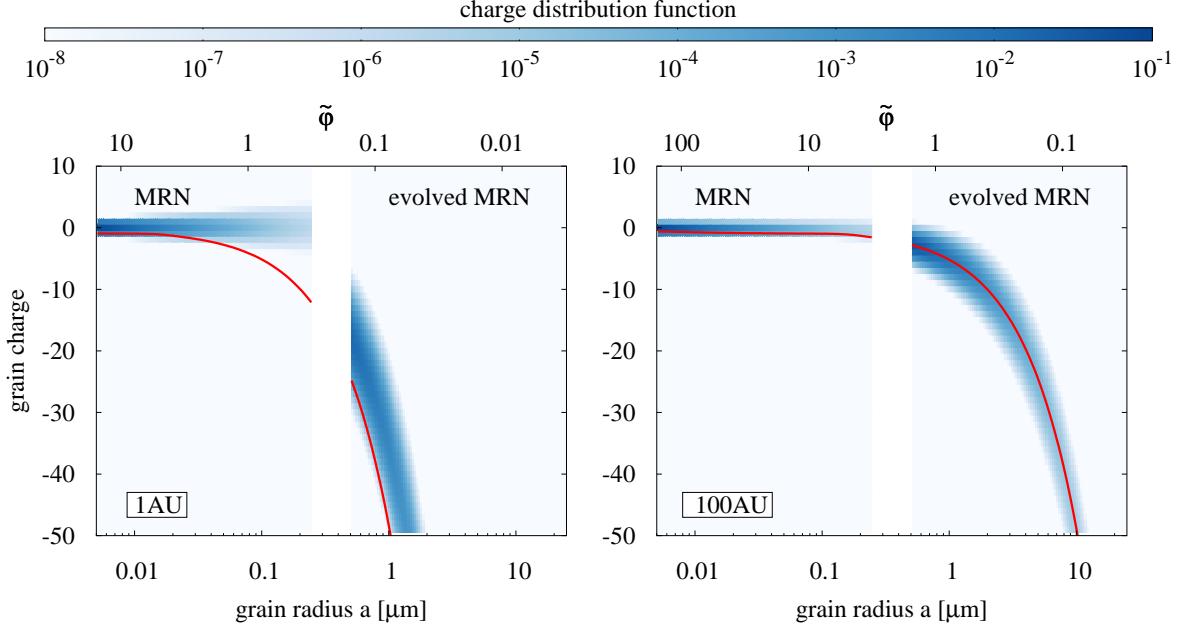 charge distribution function
10⁻⁸ 10⁻⁷ 10⁻⁶ 10⁻⁵ 10⁻⁴ 10⁻³ 10⁻² 10⁻¹
φ̃
10 1 0.1 0.01
10
0
-10
-20
-30
-40
-50
grain charge
MRN
evolved MRN
1AU
0.01 0.1 1 10
grain radius a [μm]
φ̃
100 10 1 0.1
10
0
-10
-20
-30
-40
-50
MRN
evolved MRN
100AU
0.01 0.1 1 10
grain radius a [μm]